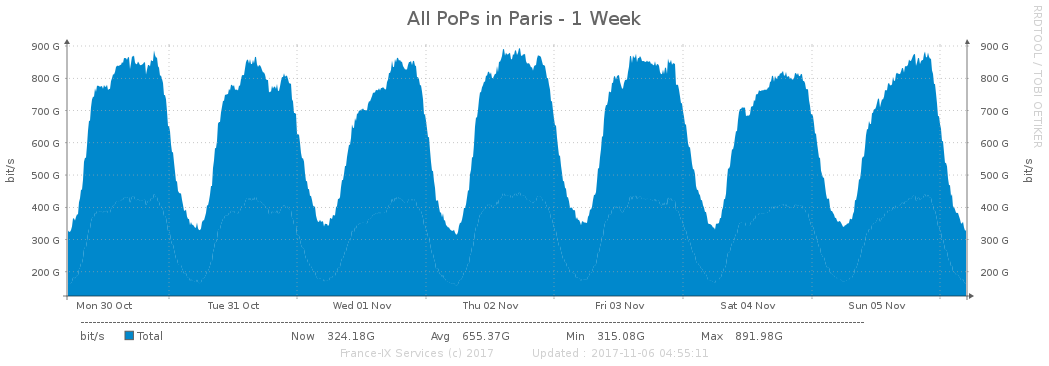 All PoPs in Paris - 1 Week
RRDTOOL / TOBI OETIKER
900 G 900 G
800 G 800 G
700 G 700 G
600 G 600 G
bit/s 500 G 500 G bit/s
400 G 400 G
300 G 300 G
200 G 200 G
Mon 30 Oct Tue 31 Oct Wed 01 Nov Thu 02 Nov Fri 03 Nov Sat 04 Nov Sun 05 Nov
bit/s Total Now 324.18G Avg 655.37G Min 315.08G Max 891.98G
France-IX Services (c) 2017 Updated : 2017-11-06 04:55:11